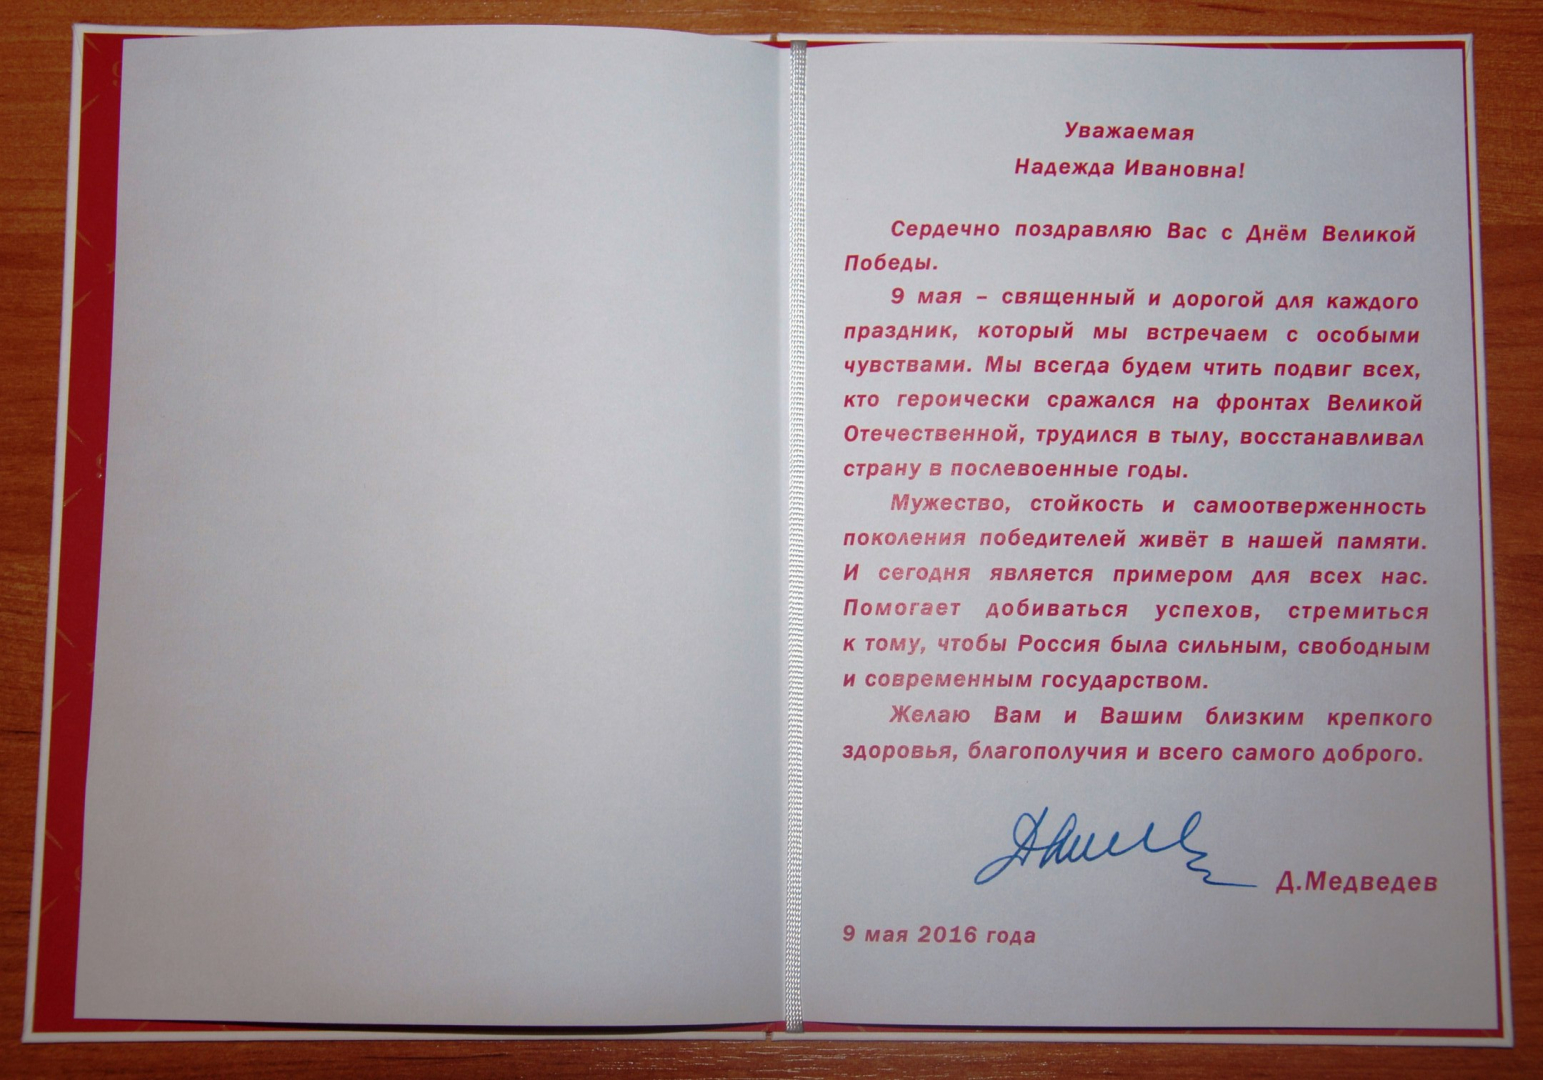 Уважаемая
Надежда Ивановна!
Сердечно поздравляю Вас с Днём Великой
Победы.
9 мая – священный и дорогой для каждого
праздник, который мы встречаем с особыми
чувствами. Мы всегда будем чтить подвиг всех,
кто героически сражался на фронтах Великой
Отечественной, трудился в тылу, восстанавливал
страну в послевоенные годы.
Мужество, стойкость и самоотверженность
поколения победителей живёт в нашей памяти.
И сегодня является примером для всех нас.
Помогает добиваться успехов, стремиться
к тому, чтобы Россия была сильным, свободным
и современным государством.
Желаю Вам и Вашим близким крепкого
здоровья, благополучия и всего самого доброго.
Д.Медведев
9 мая 2016 года